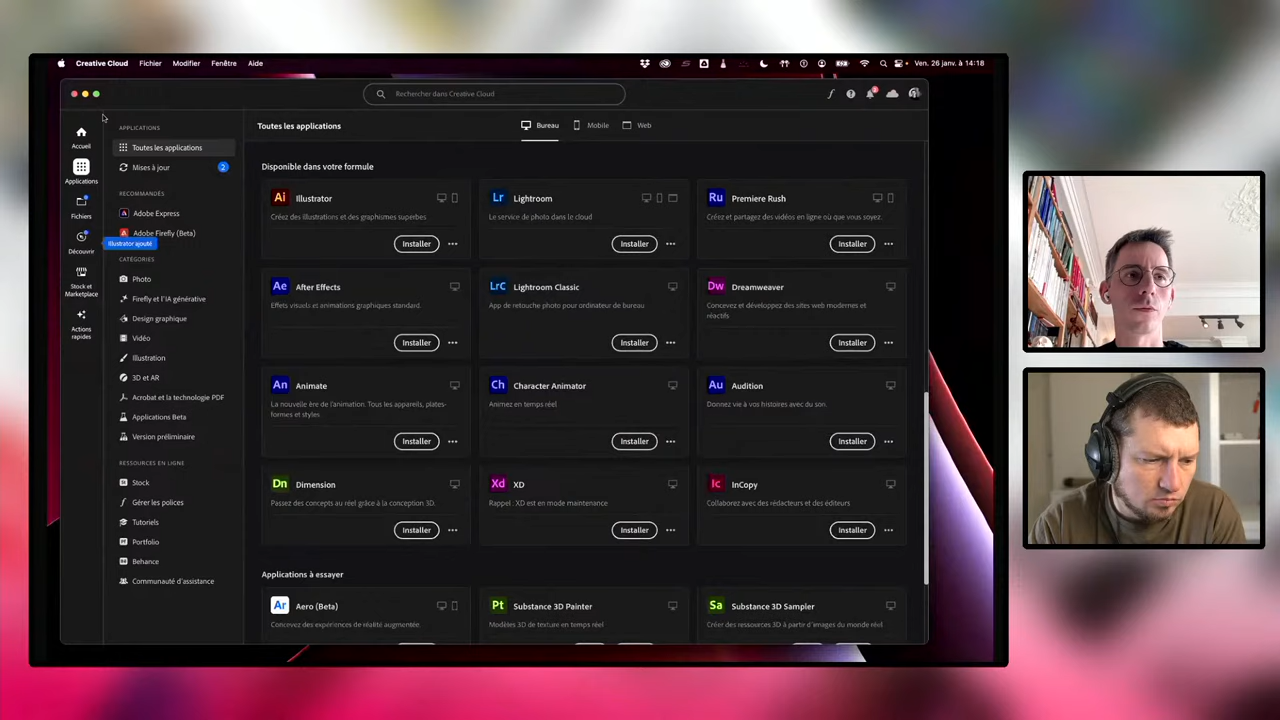 Creative Cloud Fichier Modifier Fenêtre Aide
Ven. 26 janv. à 14:18
Rechercher dans Creative Cloud
Accueil
Applications
Fichiers
Découvrir
Stock et
Marketplace
Actions
rapides
APPLICATIONS
Toutes les applications
Mises à jour 2
RECOMMANDÉS
Adobe Express
Adobe Firefly (Beta)
Illustrator ajouté
CATÉGORIES
Photo
Firefly et l'IA générative
Design graphique
Vidéo
Illustration
3D et AR
Acrobat et la technologie PDF
Applications Beta
Version préliminaire
RESSOURCES EN LIGNE
Stock
Gérer les polices
Tutoriels
Portfolio
Behance
Communauté d'assistance
Toutes les applications
Bureau Mobile Web
Disponible dans votre formule
Ai Illustrator
Créez des illustrations et des graphismes superbes.
Installer
Lr Lightroom
Le service de photo dans le cloud
Installer
Ru Premiere Rush
Créez et partagez des vidéos en ligne où que vous soyez.
Installer
Ae After Effects
Effets visuels et animations graphiques standard.
Installer
LrC Lightroom Classic
App de retouche photo pour ordinateur de bureau
Installer
Dw Dreamweaver
Concevez et développez des sites web modernes et
réactifs
Installer
An Animate
La nouvelle ère de l'animation. Tous les appareils, plates-
formes et styles
Installer
Ch Character Animator
Animez en temps réel
Installer
Au Audition
Donnez vie à vos histoires avec du son.
Installer
Dn Dimension
Passez des concepts au réel grâce à la conception 3D.
Installer
Xd XD
Rappel : XD est en mode maintenance
Installer
Ic InCopy
Collaborez avec des rédacteurs et des éditeurs
Installer
Applications à essayer
Ar Aero (Beta)
Concevez des expériences de réalité augmentée.
Pt Substance 3D Painter
Modèles 3D de texture en temps réel
Sa Substance 3D Sampler
Créer des ressources 3D à partir d'images du monde réel